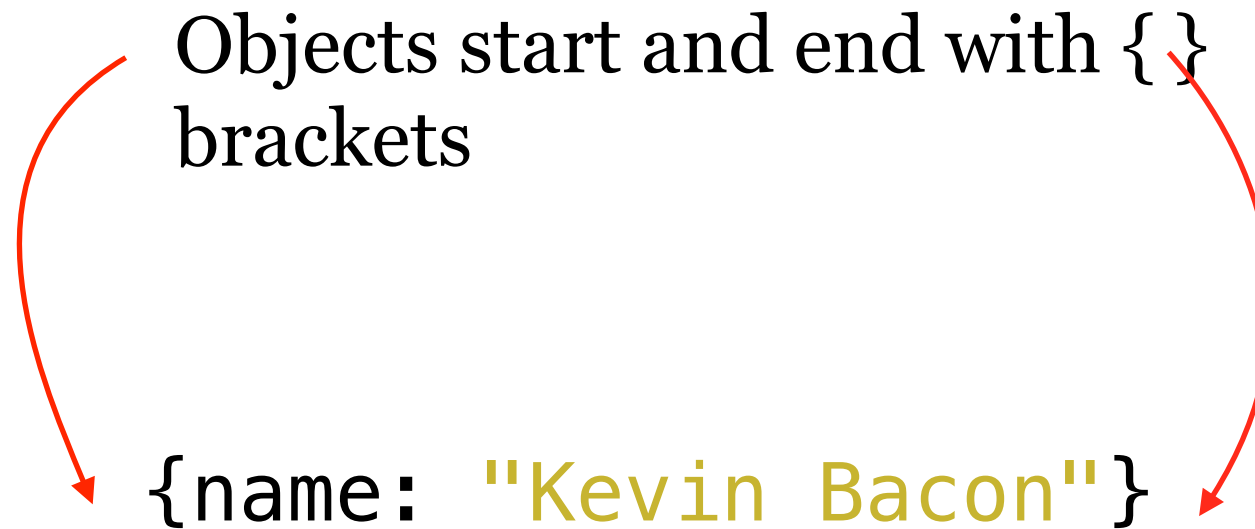 Objects start and end with {}
brackets
{name: "Kevin Bacon"}